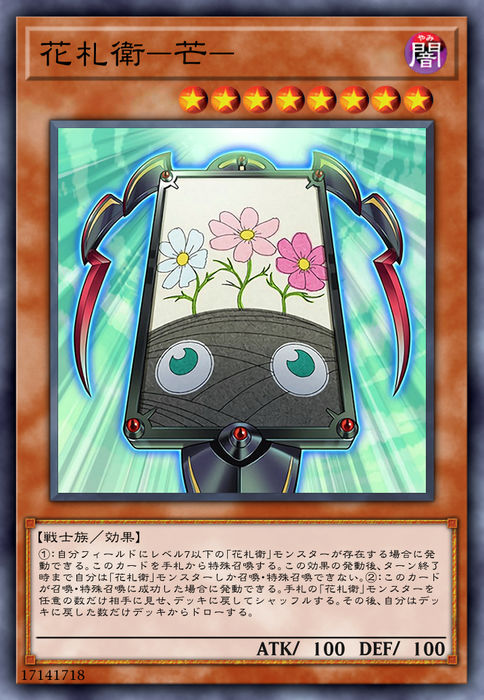 花札衛－芒－
やみ
闇
【戦士族／効果】
①：自分フィールドにレベル7以下の「花札衛」モンスターが存在する場合に発
動できる。このカードを手札から特殊召喚する。この効果の発動後、ターン終了
時まで自分は「花札衛」モンスターしか召喚・特殊召喚できない。②：このカード
が召喚・特殊召喚に成功した場合に発動できる。手札の「花札衛」モンスターを
任意の数だけ相手に見せ、デッキに戻してシャッフルする。その後、自分はデッ
キに戻した数だけデッキからドローする。
ATK/ 100 DEF/ 100
17141718